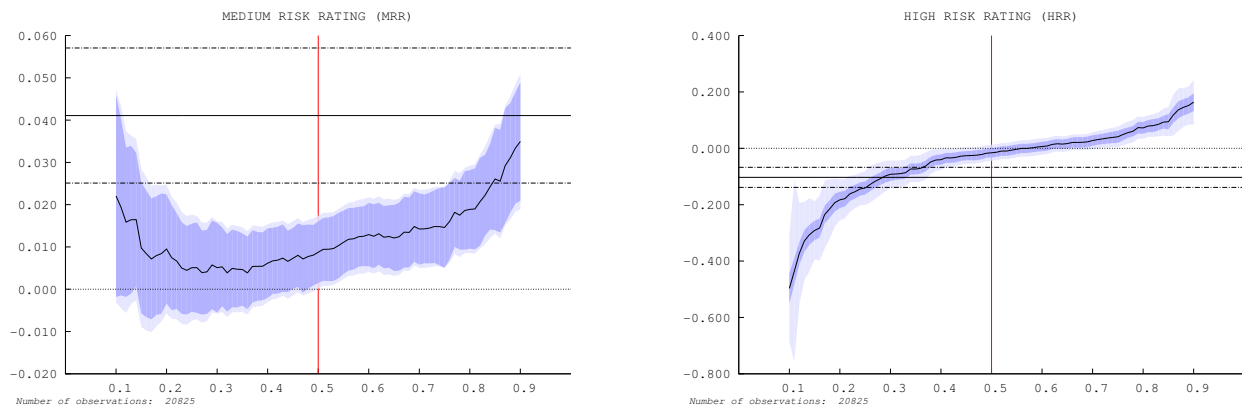 MEDIUM RISK RATING (MRR)
0.060
0.050
0.040
0.030
0.020
0.010
0.000
−0.010
−0.020
0.1 0.2 0.3 0.4 0.5 0.6 0.7 0.8 0.9
Number of observations: 20825
HIGH RISK RATING (HRR)
0.400
0.200
0.000
−0.200
−0.400
−0.600
−0.800
0.1 0.2 0.3 0.4 0.5 0.6 0.7 0.8 0.9
Number of observations: 20825